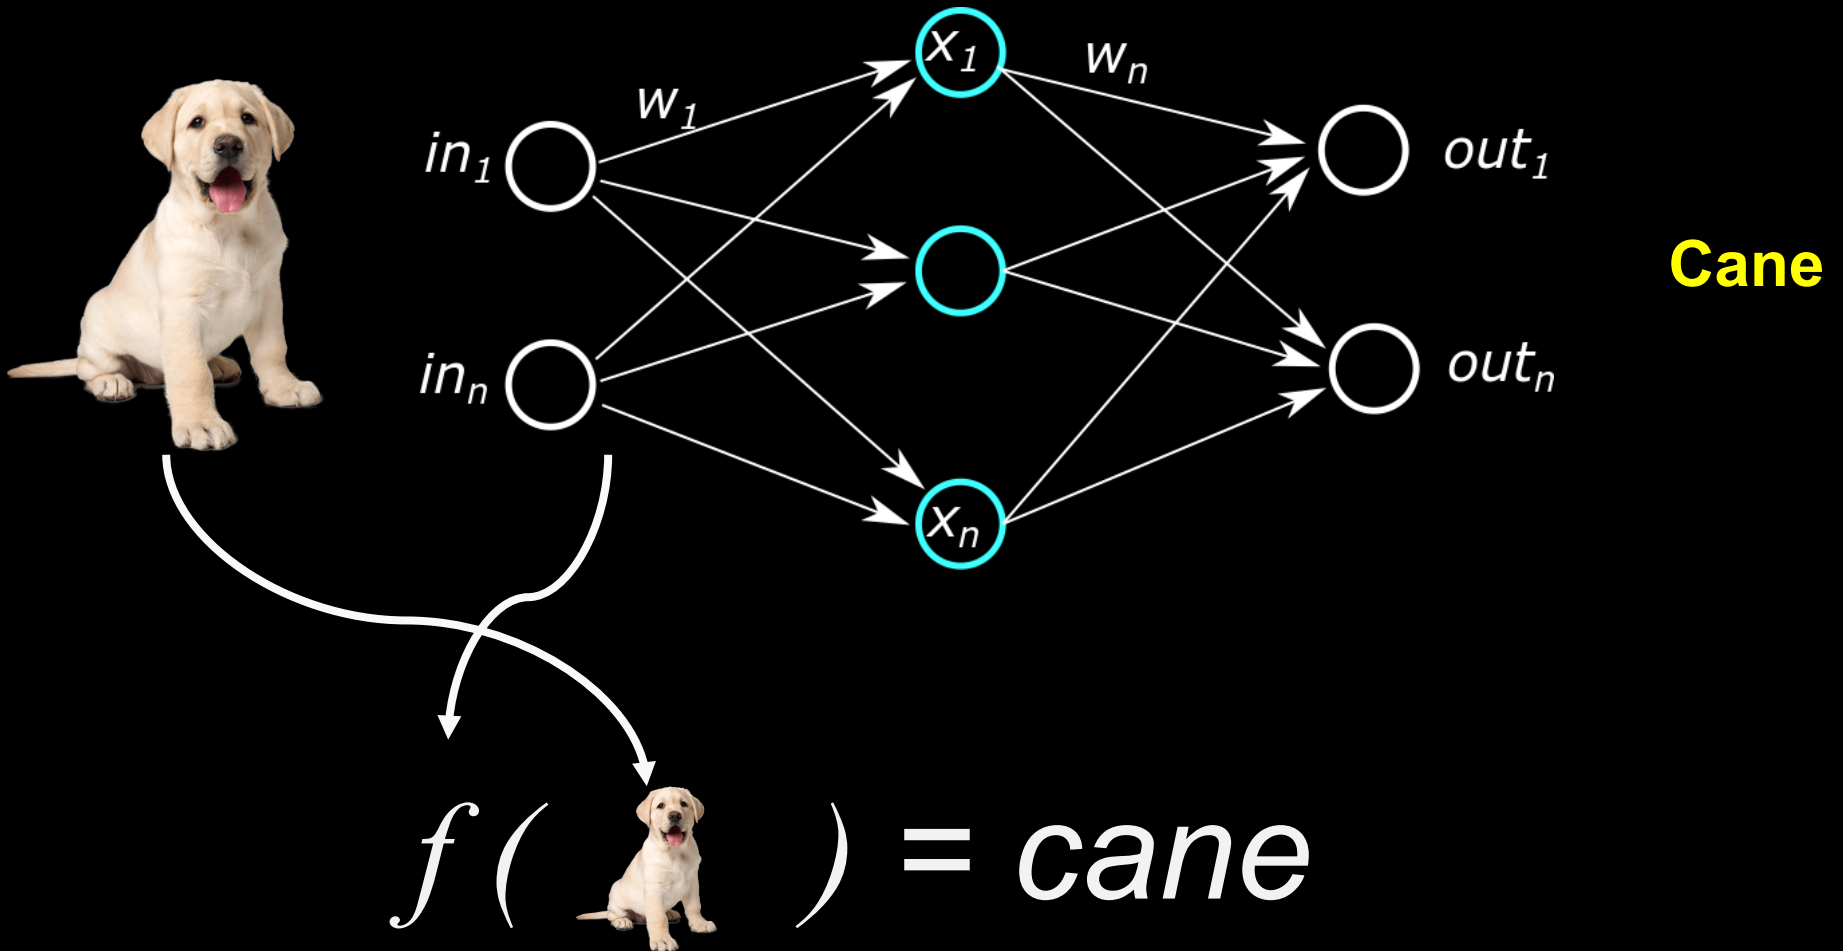 x₁
wₙ
w₁
in₁
out₁
Cane
inₙ
outₙ
xₙ
f ( ) = cane